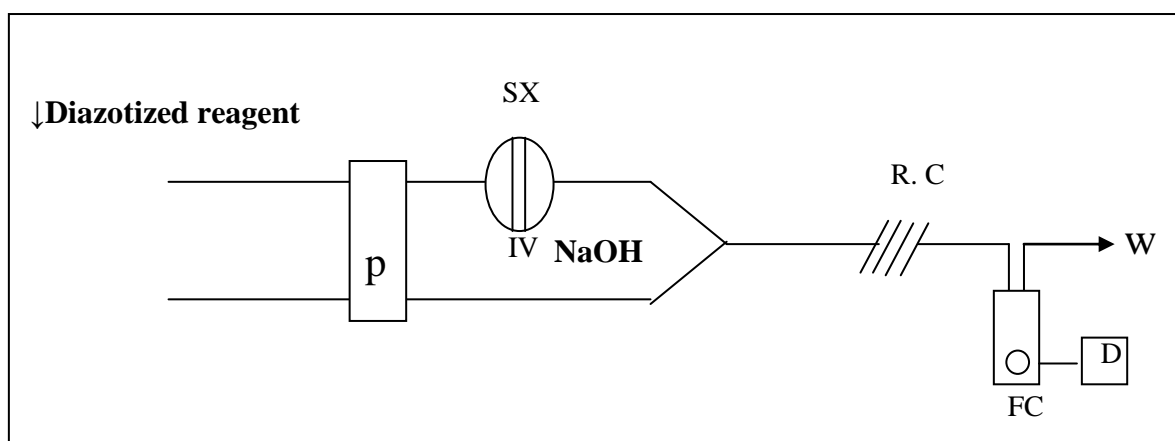 SX
↓Diazotized reagent
R. C
IV
NaOH
W
p
D
FC